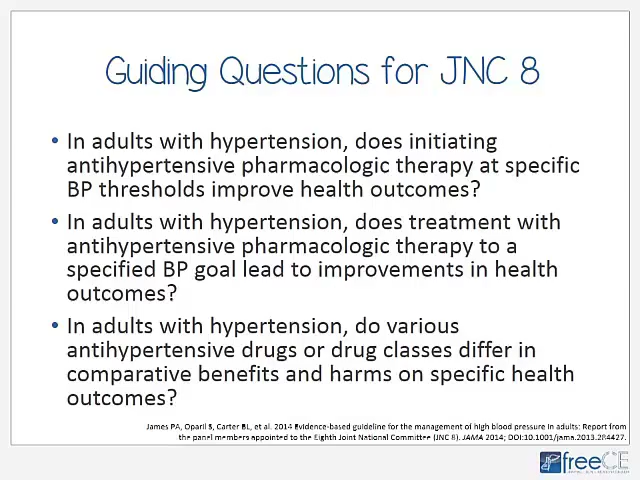 Guiding Questions for JNC 8
• In adults with hypertension, does initiating
antihypertensive pharmacologic therapy at specific
BP thresholds improve health outcomes?
• In adults with hypertension, does treatment with
antihypertensive pharmacologic therapy to a
specified BP goal lead to improvements in health
outcomes?
• In adults with hypertension, do various
antihypertensive drugs or drug classes differ in
comparative benefits and harms on specific health
outcomes?
James PA, Oparil S, Carter BL, et al. 2014 Evidence-based guideline for the management of high blood pressure in adults: Report from
the panel members appointed to the Eighth Joint National Committee (JNC 8). JAMA 2014; DOI:10.1001/jama.2013.284427.
freeCE